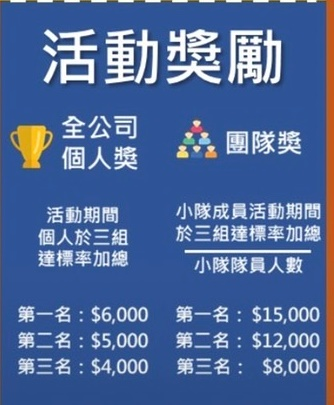 活動獎勵
全公司
個人獎
活動期間
個人於三組
達標率加總
第一名：$6,000
第二名：$5,000
第三名：$4,000
團隊獎
小隊成員活動期間
於三組達標率加總
小隊隊員人數
第一名：$15,000
第二名：$12,000
第三名： $8,000